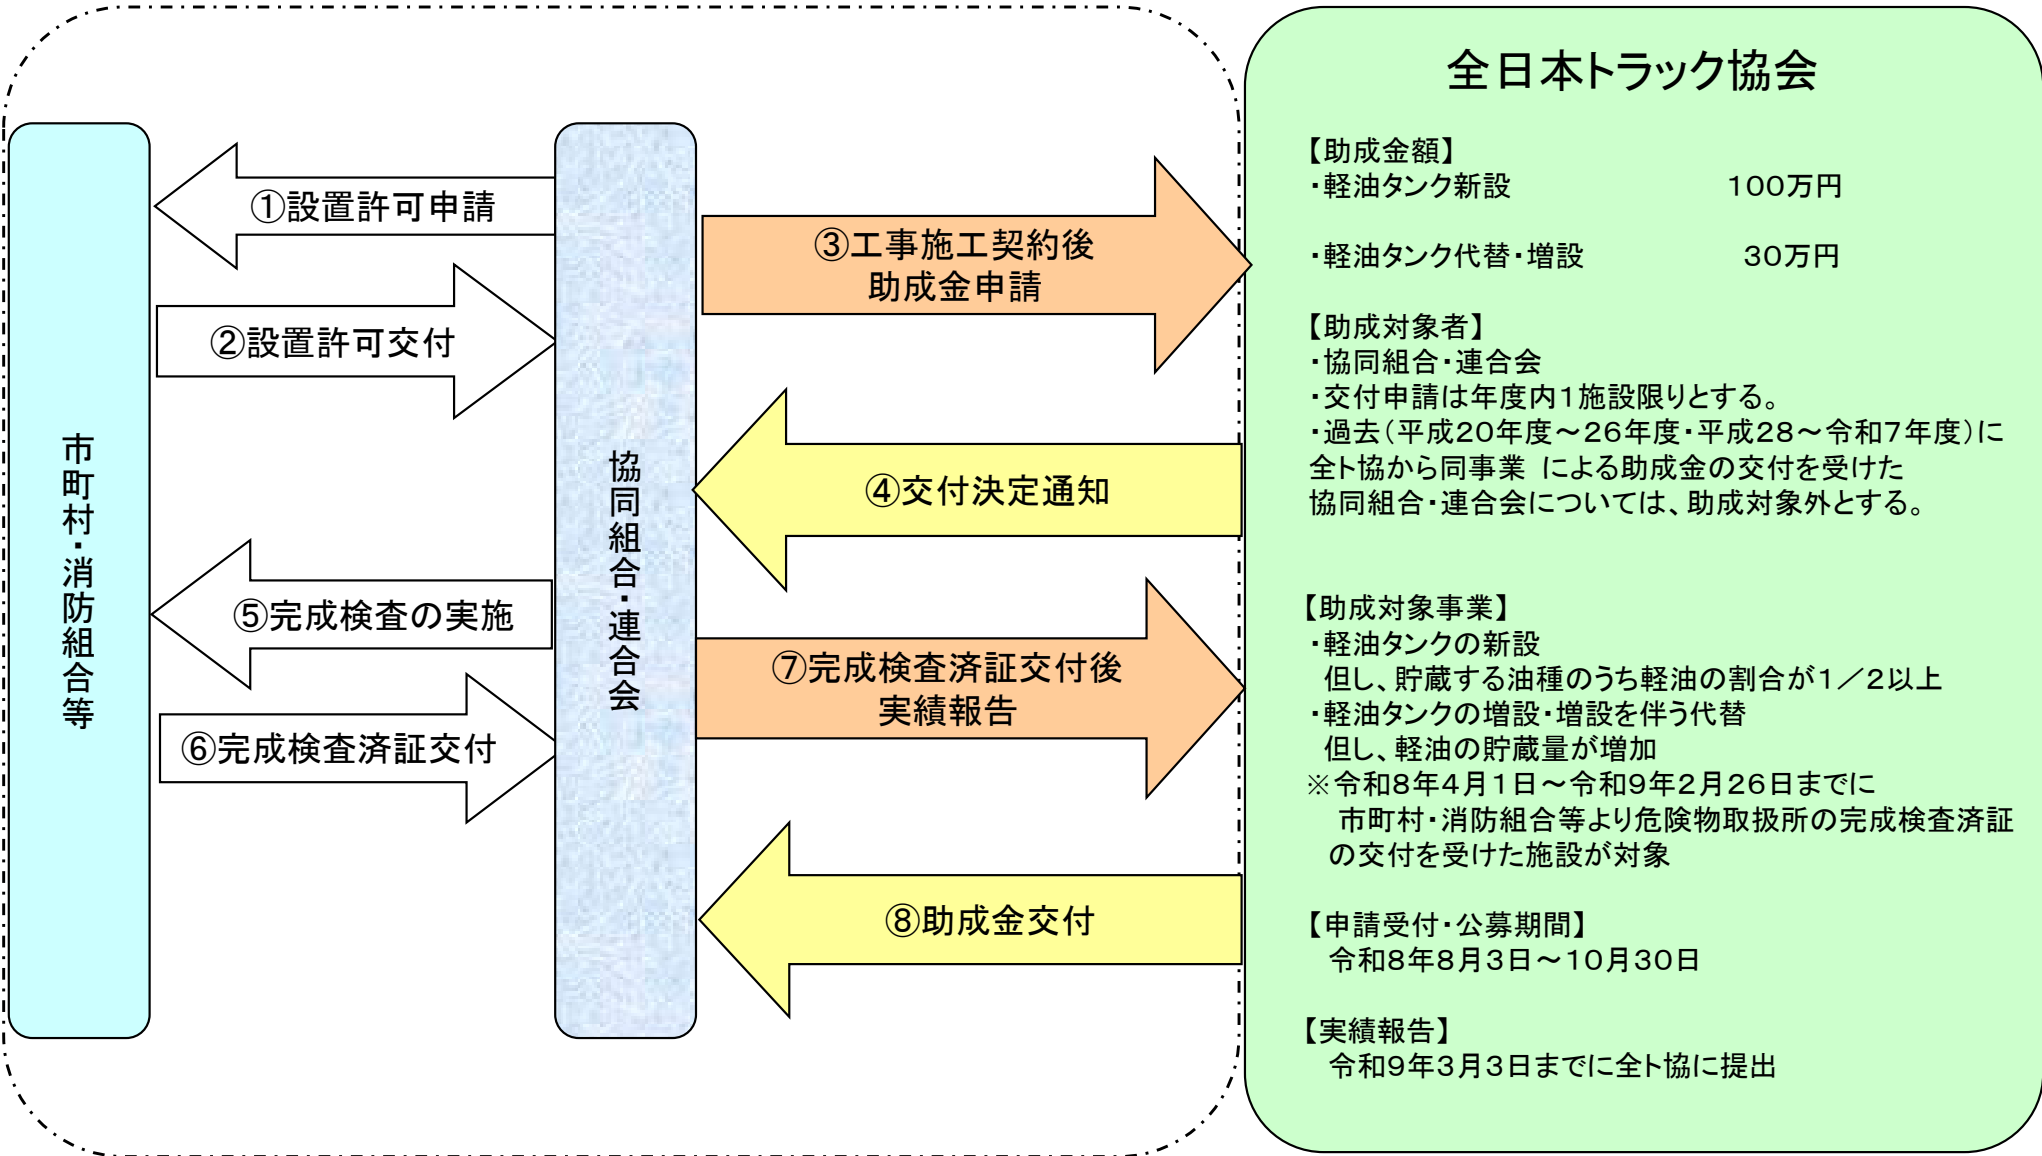 市町村・消防組合等
①設置許可申請
②設置許可交付
⑤完成検査の実施
⑥完成検査済証交付
協同組合・連合会
③工事施工契約後
助成金申請
④交付決定通知
⑦完成検査済証交付後
実績報告
⑧助成金交付
全日本トラック協会
【助成金額】
・軽油タンク新設 100万円
・軽油タンク代替・増設 30万円
【助成対象者】
・協同組合・連合会
・交付申請は年度内1施設限りとする。
・過去（平成20年度～26年度・平成28～令和7年度）に
全ト協から同事業 による助成金の交付を受けた
協同組合・連合会については、助成対象外とする。
【助成対象事業】
・軽油タンクの新設
但し、貯蔵する油種のうち軽油の割合が1／2以上
・軽油タンクの増設・増設を伴う代替
但し、軽油の貯蔵量が増加
※令和8年4月1日～令和9年2月26日までに
市町村・消防組合等より危険物取扱所の完成検査済証
の交付を受けた施設が対象
【申請受付・公募期間】
令和8年8月3日～10月30日
【実績報告】
令和9年3月3日までに全ト協に提出